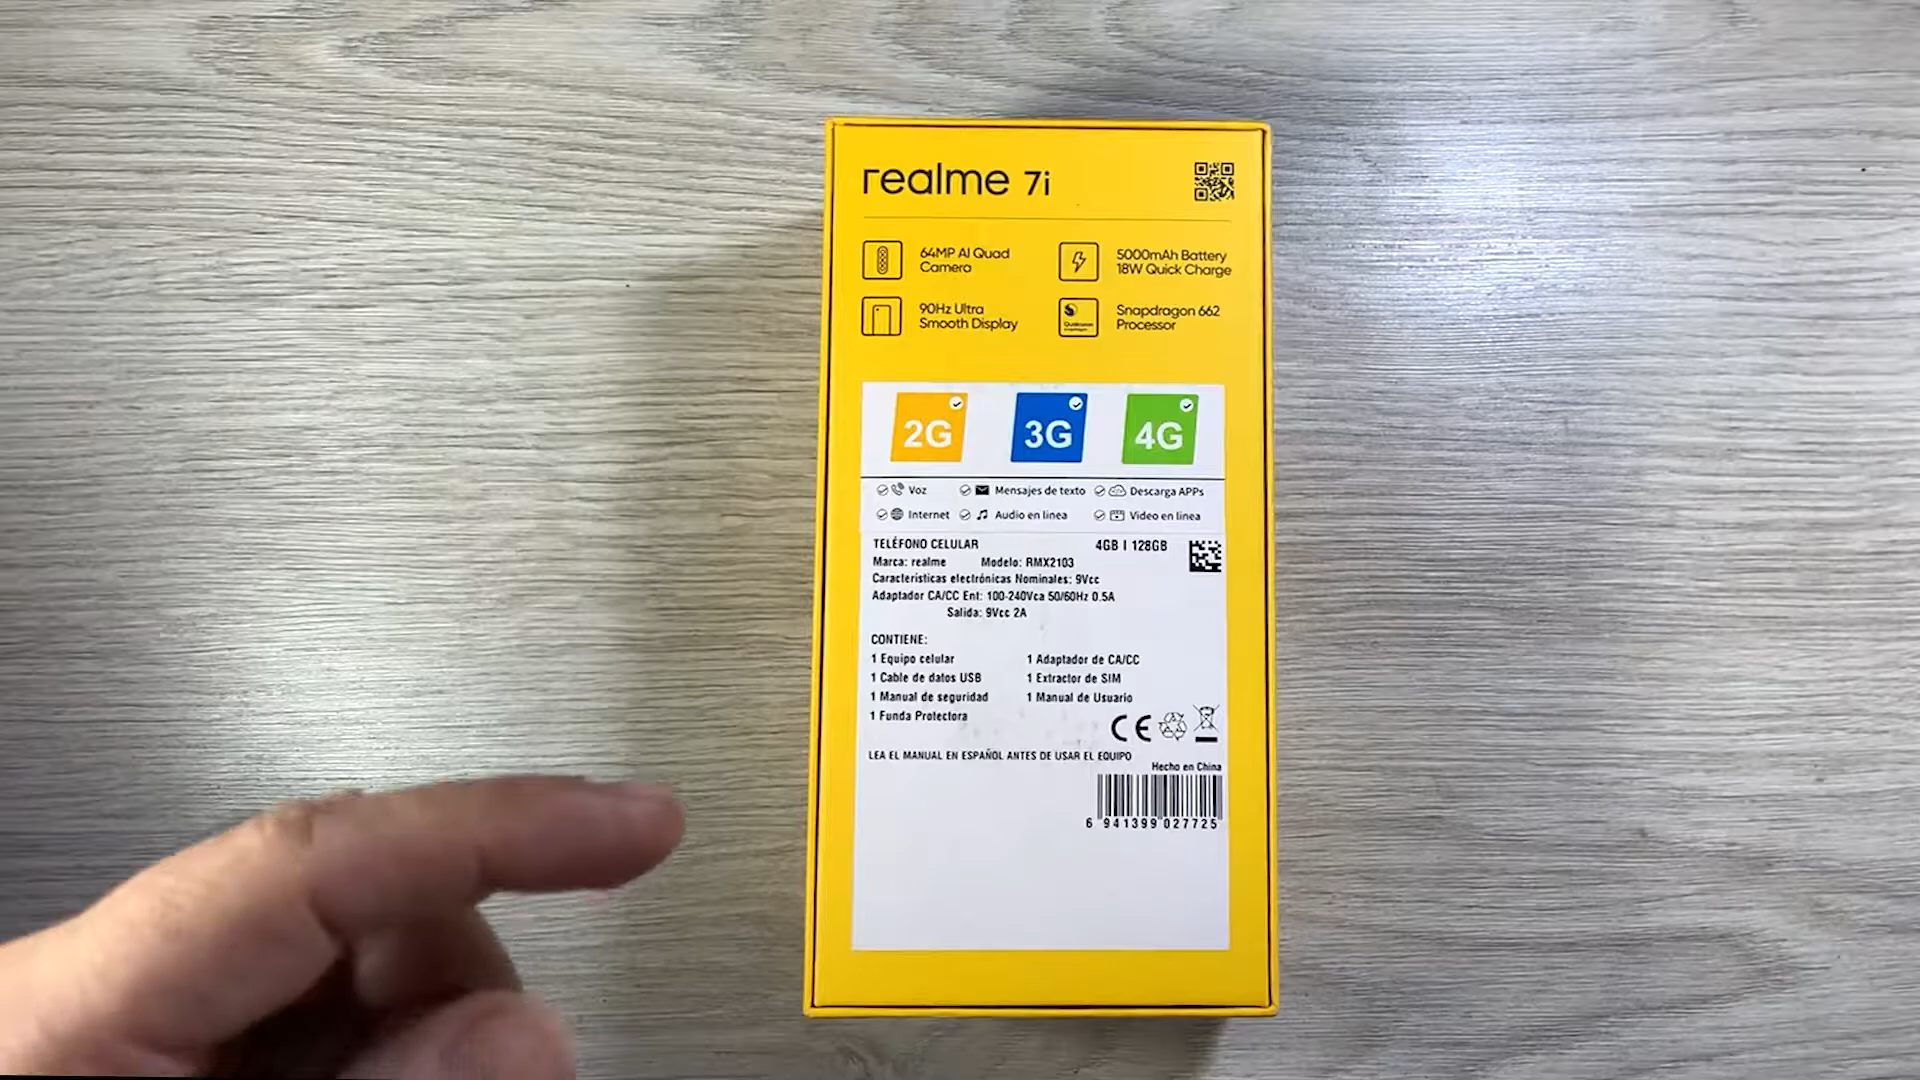 realme 7i
64MP AI Quad
Camera
5000mAh Battery
18W Quick Charge
90Hz Ultra
Smooth Display
Qualcomm
snapdragon
Snapdragon 662
Processor
2G 3G 4G
Voz Mensajes de texto Descarga APPs
Internet Audio en linea Video en linea
TELÉFONO CELULAR 4GB | 128GB
Marca: realme Modelo: RMX2103
Características electrónicas Nominales: 9Vcc
Adaptador CA/CC Ent: 100-240Vca 50/60Hz 0.5A
Salida: 9Vcc 2A
CONTIENE:
1 Equipo celular 1 Adaptador de CA/CC
1 Cable de datos USB 1 Extractor de SIM
1 Manual de seguridad 1 Manual de Usuario
1 Funda Protectora
CE
LEA EL MANUAL EN ESPAÑOL ANTES DE USAR EL EQUIPO
Hecho en China
6 941399 027725